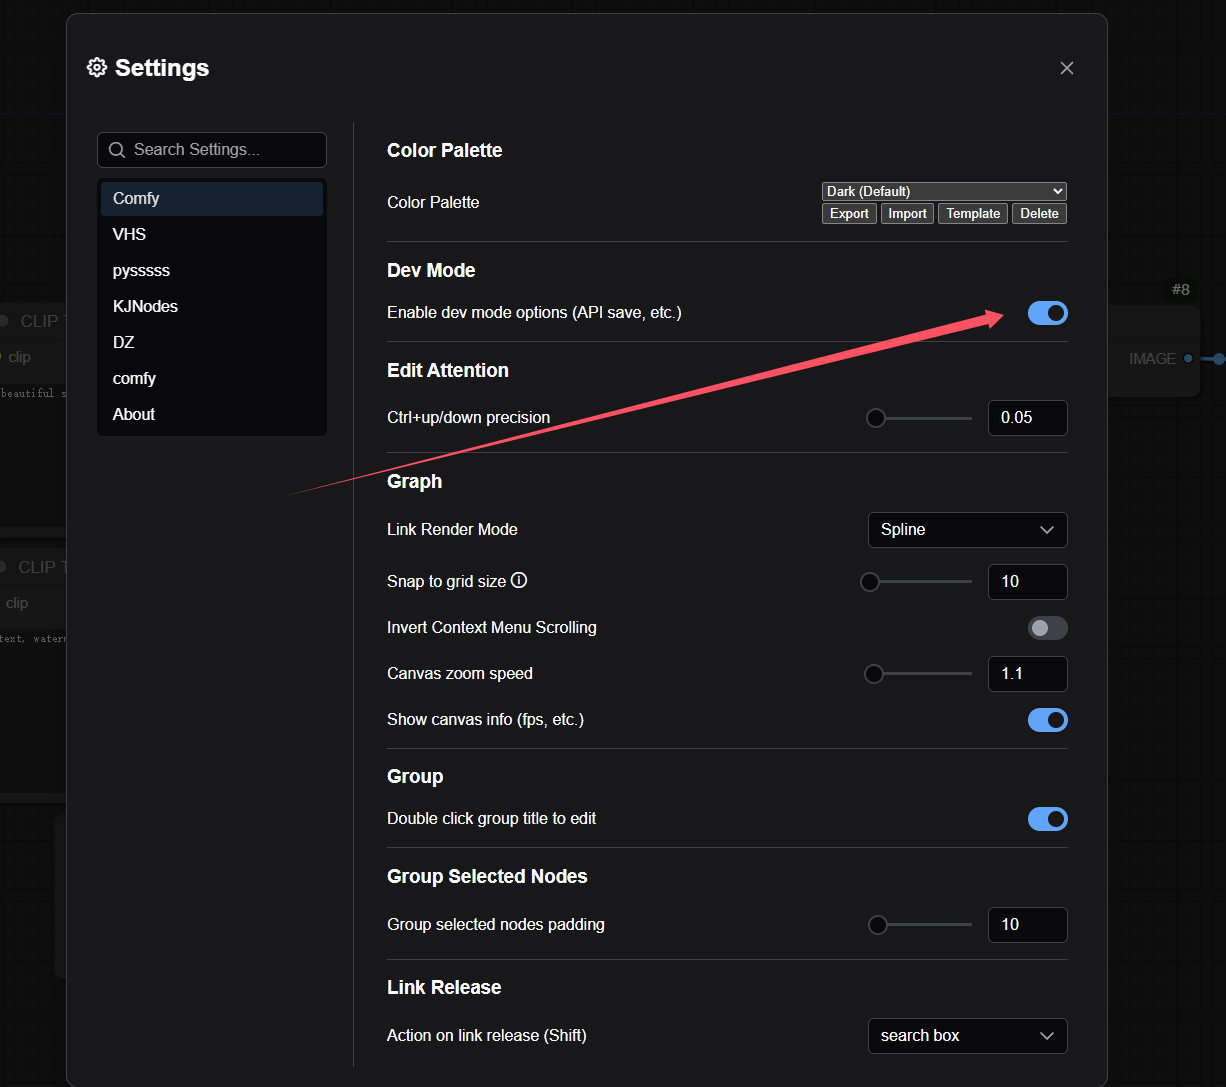 Settings
Search Settings...
Comfy
VHS
pysssss
KJNodes
DZ
comfy
About
Color Palette
Color Palette
Dark (Default)
Export Import Template Delete
Dev Mode
Enable dev mode options (API save, etc.)
Edit Attention
Ctrl+up/down precision
0.05
Graph
Link Render Mode
Spline
Snap to grid size
10
Invert Context Menu Scrolling
Canvas zoom speed
1.1
Show canvas info (fps, etc.)
Group
Double click group title to edit
Group Selected Nodes
Group selected nodes padding
10
Link Release
Action on link release (Shift)
search box
CLIP T
clip
beautiful s
CLIP T
clip
text, waterm
#8
IMAGE